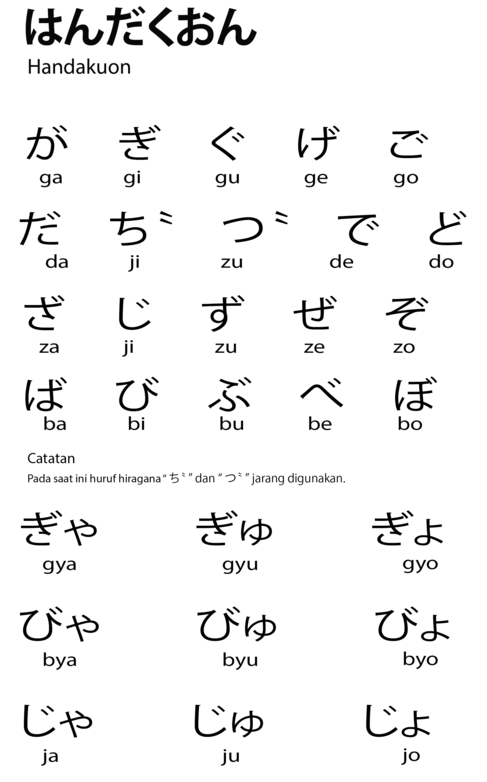 はんだくおん
Handakuon
が ぎ ぐ げ ご
ga gi gu ge go
だ ち゛ つ゛ で ど
da ji zu de do
ざ じ ず ぜ ぞ
za ji zu ze zo
ば び ぶ べ ぼ
ba bi bu be bo
Catatan
Pada saat ini huruf hiragana “ ち゛” dan “ つ゛” jarang digunakan.
ぎゃ ぎゅ ぎょ
gya gyu gyo
びゃ びゅ びょ
bya byu byo
じゃ じゅ じょ
ja ju jo